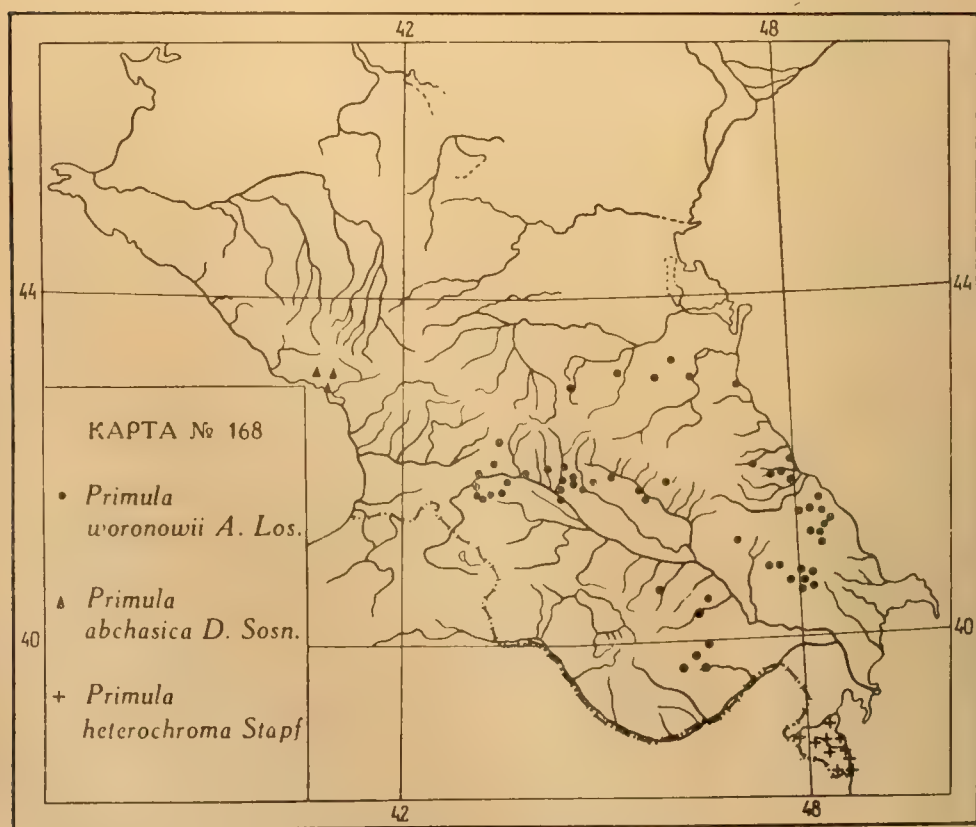 42 48
44 44
КАРТА № 168
Primula
woronowii A. Los.
Primula
abchasica D. Sosn.
40 40
Primula
heterochroma Stapf
42 48